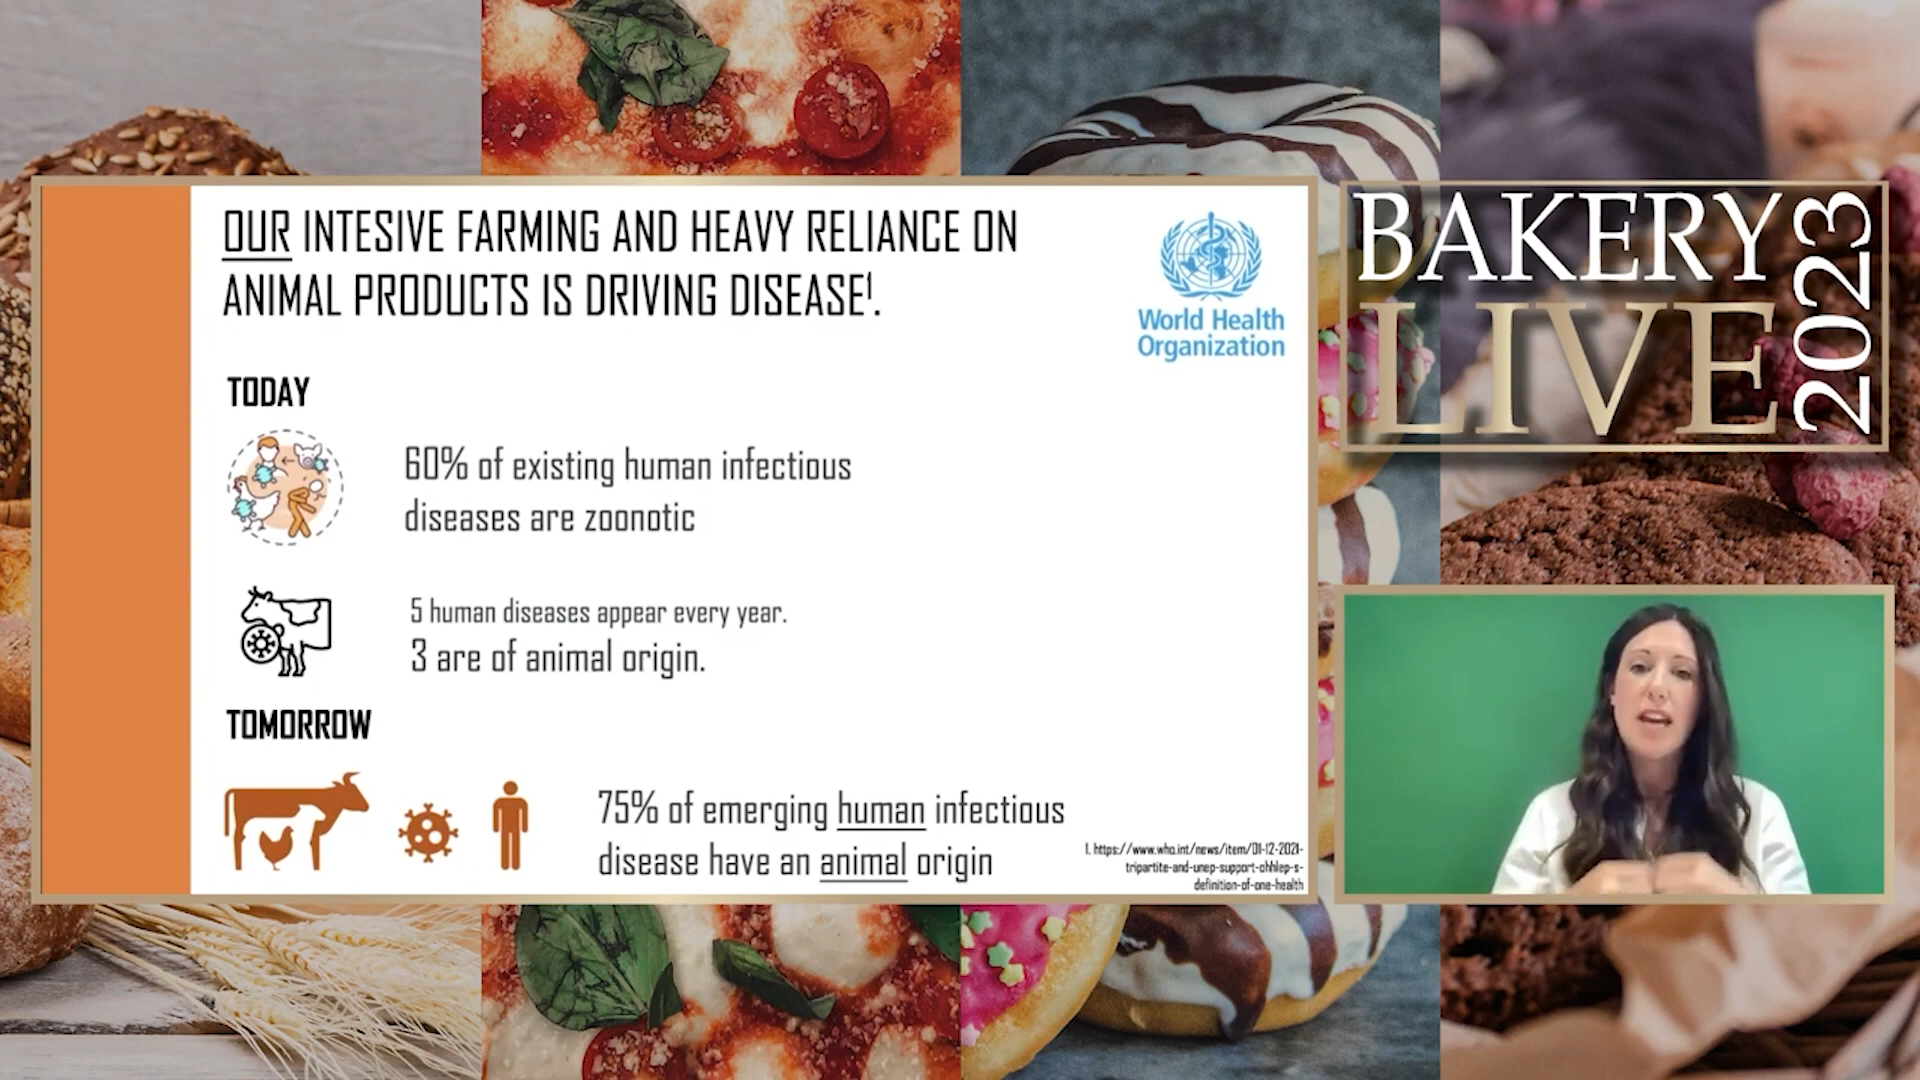 OUR INTESIVE FARMING AND HEAVY RELIANCE ON
ANIMAL PRODUCTS IS DRIVING DISEASE¹.
World Health
Organization
TODAY
60% of existing human infectious
diseases are zoonotic
5 human diseases appear every year.
3 are of animal origin.
TOMORROW
75% of emerging human infectious
disease have an animal origin
1. https://www.who.int/news/item/01-12-2021-
tripartite-and-unep-support-ohhlep-s-
definition-of-one-health
BAKERY
LIVE
2023